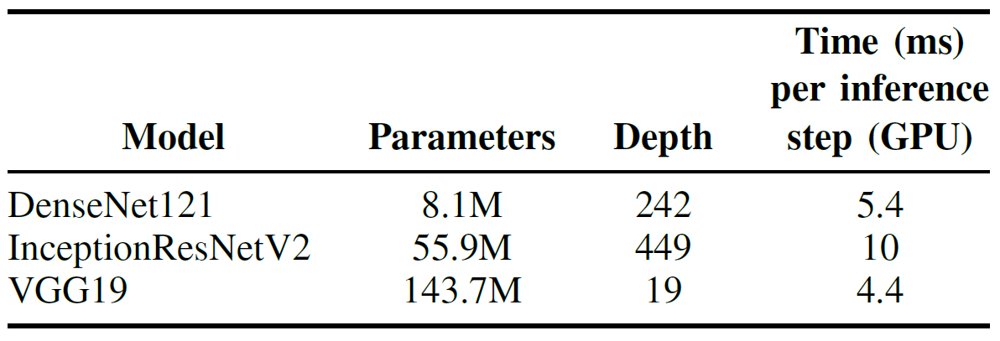 Time (ms)
per inference
Model Parameters Depth step (GPU)
DenseNet121 8.1M 242 5.4
InceptionResNetV2 55.9M 449 10
VGG19 143.7M 19 4.4